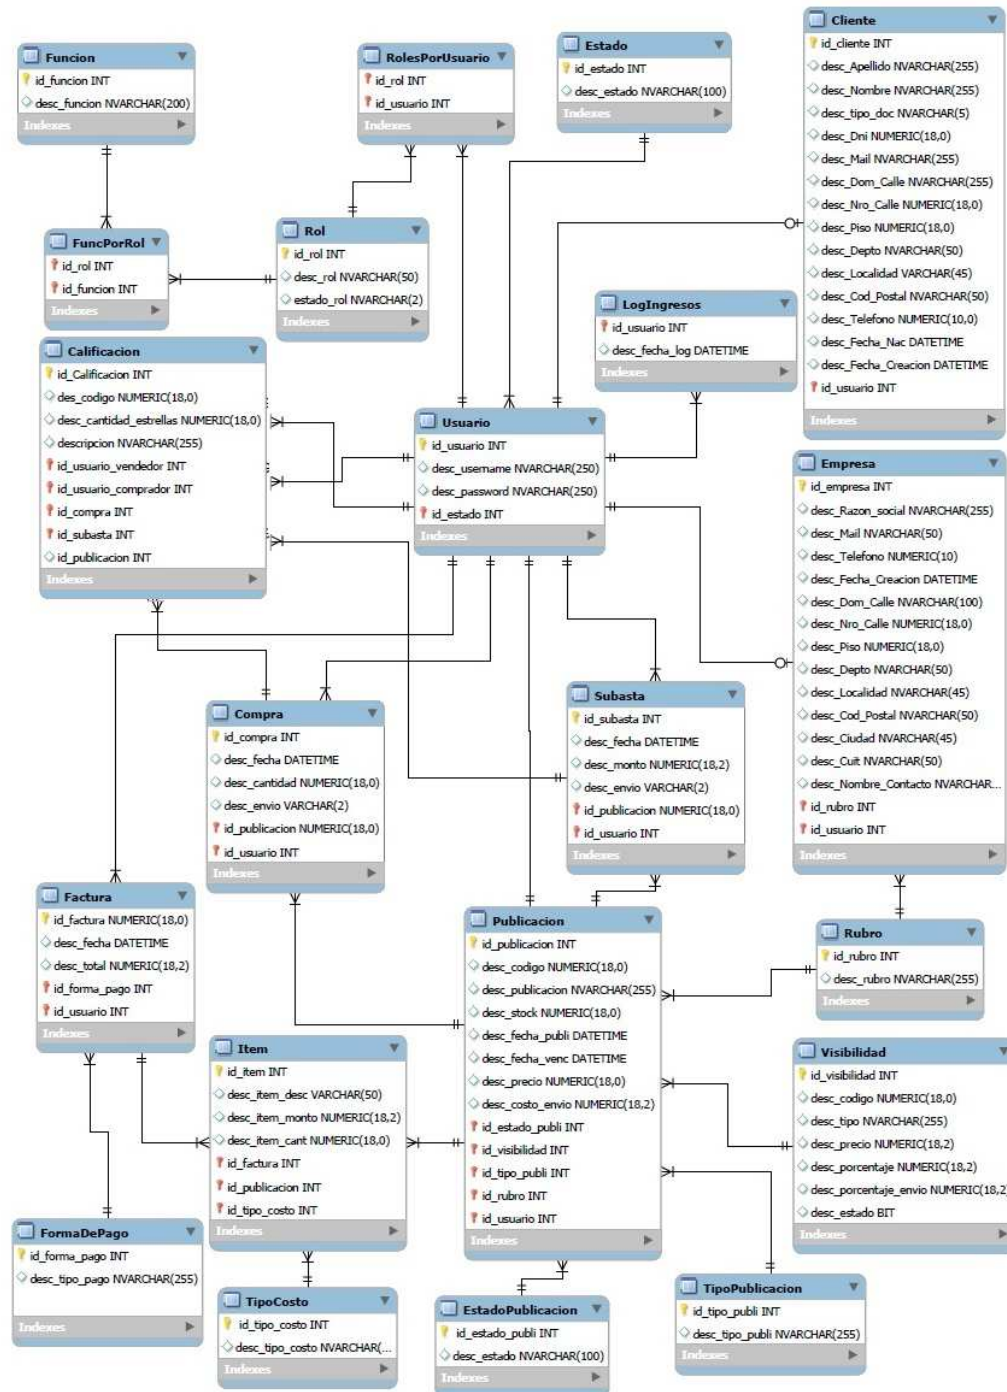 Funcion
id_funcion INT
desc_funcion NVARCHAR(200)
Indexes
RolesPorUsuario
id_rol INT
id_usuario INT
Indexes
Estado
id_estado INT
desc_estado NVARCHAR(100)
Indexes
Cliente
id_cliente INT
desc_Apellido NVARCHAR(255)
desc_Nombre NVARCHAR(255)
desc_tipo_doc NVARCHAR(5)
desc_Dni NUMERIC(18,0)
desc_Mail NVARCHAR(255)
desc_Dom_Calle NVARCHAR(255)
desc_Nro_Calle NUMERIC(18,0)
desc_Piso NUMERIC(18,0)
desc_Depto NVARCHAR(50)
desc_Localidad VARCHAR(45)
desc_Cod_Postal NVARCHAR(50)
desc_Telefono NUMERIC(10,0)
desc_Fecha_Nac DATETIME
desc_Fecha_Creacion DATETIME
id_usuario INT
Indexes
FuncPorRol
id_rol INT
id_funcion INT
Indexes
Rol
id_rol INT
desc_rol NVARCHAR(50)
estado_rol NVARCHAR(2)
Indexes
LogIngresos
id_usuario INT
desc_fecha_log DATETIME
Indexes
Calificacion
id_Calificacion INT
des_codigo NUMERIC(18,0)
desc_cantidad_estrellas NUMERIC(18,0)
descripcion NVARCHAR(255)
id_usuario_vendedor INT
id_usuario_comprador INT
id_compra INT
id_subasta INT
id_publicacion INT
Indexes
Usuario
id_usuario INT
desc_username NVARCHAR(250)
desc_password NVARCHAR(250)
id_estado INT
Indexes
Empresa
id_empresa INT
desc_Razon_social NVARCHAR(255)
desc_Mail NVARCHAR(50)
desc_Telefono NUMERIC(10)
desc_Fecha_Creacion DATETIME
desc_Dom_Calle NVARCHAR(100)
desc_Nro_Calle NUMERIC(18,0)
desc_Piso NUMERIC(18,0)
desc_Depto NVARCHAR(50)
desc_Localidad NVARCHAR(45)
desc_Cod_Postal NVARCHAR(50)
desc_Ciudad NVARCHAR(45)
desc_Cuit NVARCHAR(50)
desc_Nombre_Contacto NVARCHAR...
id_rubro INT
id_usuario INT
Indexes
Compra
id_compra INT
desc_fecha DATETIME
desc_cantidad NUMERIC(18,0)
desc_envio VARCHAR(2)
id_publicacion NUMERIC(18,0)
id_usuario INT
Indexes
Subasta
id_subasta INT
desc_fecha DATETIME
desc_monto NUMERIC(18,2)
desc_envio VARCHAR(2)
id_publicacion NUMERIC(18,0)
id_usuario INT
Indexes
Factura
id_factura NUMERIC(18,0)
desc_fecha DATETIME
desc_total NUMERIC(18,2)
id_forma_pago INT
id_usuario INT
Indexes
Publicacion
id_publicacion INT
desc_codigo NUMERIC(18,0)
desc_publicacion NVARCHAR(255)
desc_stock NUMERIC(18,0)
desc_fecha_publi DATETIME
desc_fecha_venc DATETIME
desc_precio NUMERIC(18,0)
desc_costo_envio NUMERIC(18,2)
id_estado_publi INT
id_visibilidad INT
id_tipo_publi INT
id_rubro INT
id_usuario INT
Indexes
Rubro
id_rubro INT
desc_rubro NVARCHAR(255)
Indexes
Item
id_item INT
desc_item_desc VARCHAR(50)
desc_item_monto NUMERIC(18,2)
desc_item_cant NUMERIC(18,0)
id_factura INT
id_publicacion INT
id_tipo_costo INT
Indexes
Visibilidad
id_visibilidad INT
desc_codigo NUMERIC(18,0)
desc_tipo NVARCHAR(255)
desc_precio NUMERIC(18,2)
desc_porcentaje NUMERIC(18,2)
desc_porcentaje_envio NUMERIC(18,2)
desc_estado BIT
Indexes
FormaDePago
id_forma_pago INT
desc_tipo_pago NVARCHAR(255)
Indexes
TipoCosto
id_tipo_costo INT
desc_tipo_costo NVARCHAR(...
Indexes
EstadoPublicacion
id_estado_publi INT
desc_estado NVARCHAR(100)
Indexes
TipoPublicacion
id_tipo_publi INT
desc_tipo_publi NVARCHAR(255)
Indexes